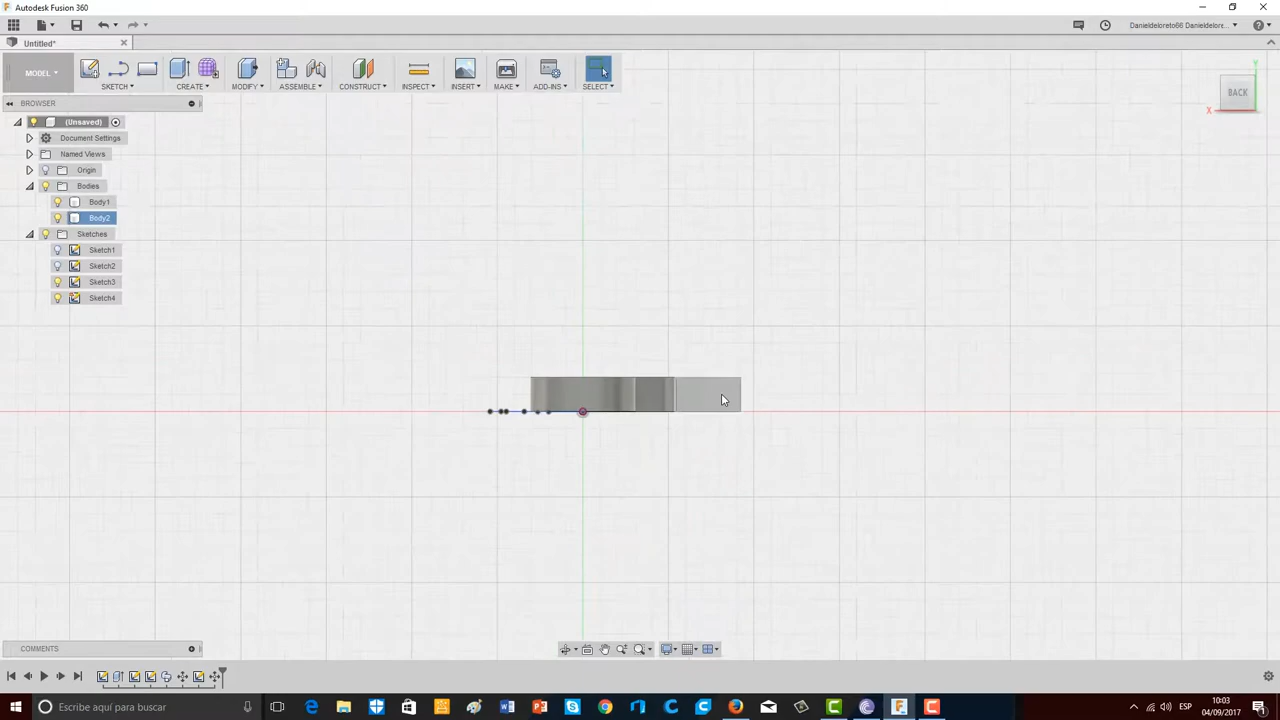 Autodesk Fusion 360
Danieldeloreto66 Danieldelore...
Untitled*
MODEL
SKETCH
CREATE
MODIFY
ASSEMBLE
CONSTRUCT
INSPECT
INSERT
MAKE
ADD-INS
SELECT
Y
BACK
X
BROWSER
(Unsaved)
Document Settings
Named Views
Origin
Bodies
Body1
Body2
Sketches
Sketch1
Sketch2
Sketch3
Sketch4
COMMENTS
Escribe aquí para buscar
ESP
10:03
04/09/2017